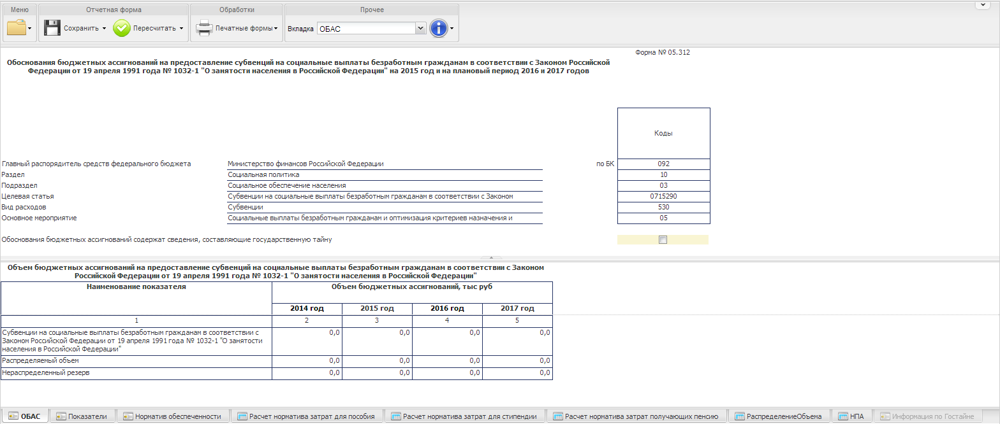 Меню
Отчетная форма
Обработки
Прочее
Сохранить
Пересчитать
Печатные формы
Вкладка
ОБАС
Форма № 05.312
Обоснования бюджетных ассигнований на предоставление субвенций на социальные выплаты безработным гражданам в соответствии с Законом Российской
Федерации от 19 апреля 1991 года № 1032-1 "О занятости населения в Российской Федерации" на 2015 год и на плановый период 2016 и 2017 годов
Коды
Главный распорядитель средств федерального бюджета Министерство финансов Российской Федерации по БК 092
Раздел Социальная политика 10
Подраздел Социальное обеспечение населения 03
Целевая статья Субвенции на социальные выплаты безработным гражданам в соответствии с Законом 0715290
Вид расходов Субвенции 530
Основное мероприятие Социальные выплаты безработным гражданам и оптимизация критериев назначения и 05
Обоснования бюджетных ассигнований содержат сведения, составляющие государственную тайну
Объем бюджетных ассигнований на предоставление субвенций на социальные выплаты безработным гражданам в соответствии с Законом
Российской Федерации от 19 апреля 1991 года № 1032-1 "О занятости населения в Российской Федерации"
Наименование показателя Объем бюджетных ассигнований, тыс руб
2014 год 2015 год 2016 год 2017 год
1 2 3 4 5
Субвенции на социальные выплаты безработным гражданам в соответствии с 0,0 0,0 0,0 0,0
Законом Российской Федерации от 19 апреля 1991 года № 1032-1 "О занятости
населения в Российской Федерации"
Распределяемый объем 0,0 0,0 0,0 0,0
Нераспределенный резерв 0,0 0,0 0,0 0,0
ОБАС
Показатели
Норматив обеспеченности
Расчет норматива затрат для пособия
Расчет норматива затрат для стипендии
Расчет норматива затрат получающих пенсию
РаспределениеОбъема
НПА
Информация по Гостайне